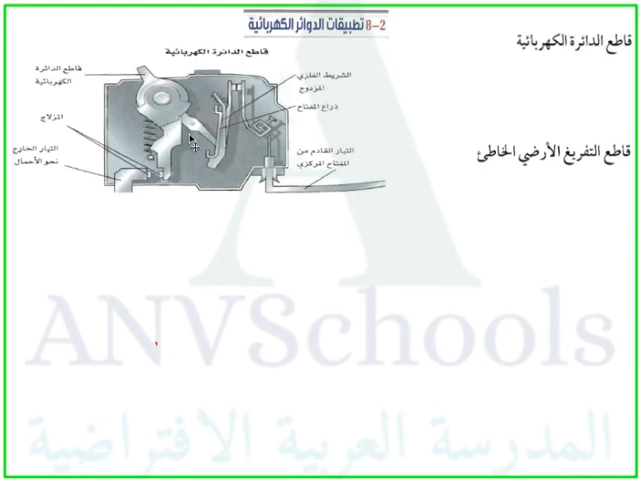 8-2 تطبيقات الدوائر الكهربائية
قاطع الدائرة الكهربائية
قاطع الدائرة الكهربائية
قاطع الدائرة
الكهربائية
الشريط الفلزي
المزدوج
ذراع المفتاح
المزلاج
التيار الخارج
نحو الأحمال
التيار القادم من
المفتاح المركزي
قاطع التفريغ الأرضي الخاطئ
ANVSchools
المدرسة العربية الافتراضية